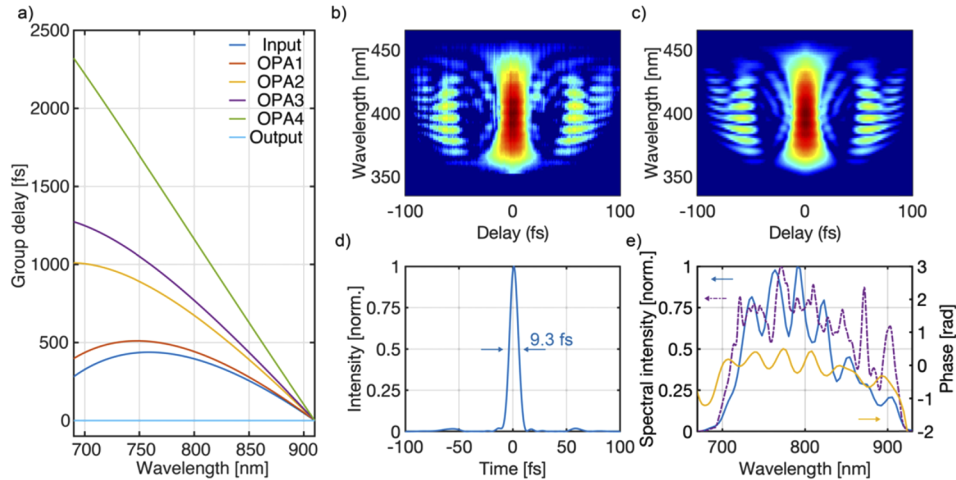 a)
2500
2000
1500
1000
500
0
Group delay [fs]
Input
OPA1
OPA2
OPA3
OPA4
Output
700 750 800 850 900
Wavelength [nm]
b)
Wavelength [nm]
450
400
350
-100 0 100
Delay (fs)
c)
Wavelength [nm]
450
400
350
-100 0 100
Delay (fs)
d)
Intensity [norm.]
1
0.75
0.5
0.25
0
9.3 fs
-100 -50 0 50 100
Time [fs]
e)
Spectral intensity [norm.]
1
0.75
0.5
0.25
0
3
2
1
0
-1
-2
Phase [rad]
700 800 900
Wavelength [nm]